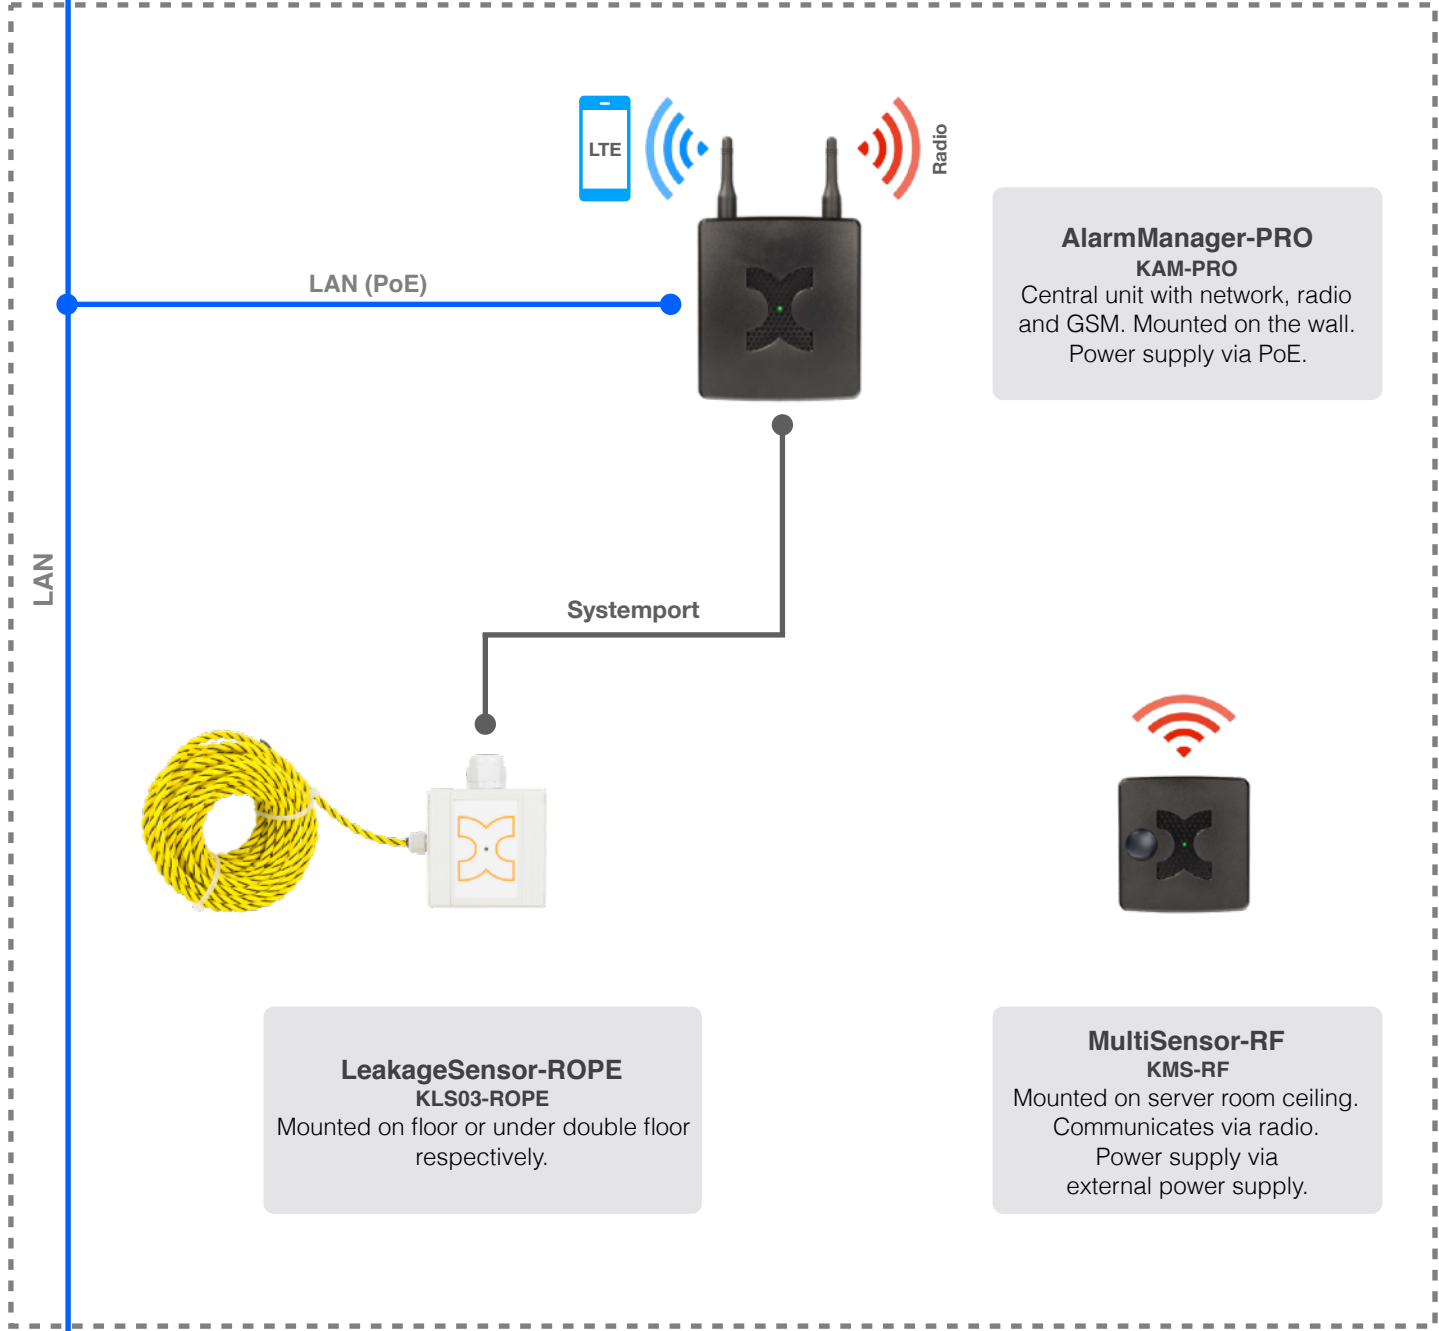 LTE
Radio
AlarmManager-PRO
KAM-PRO
Central unit with network, radio
and GSM. Mounted on the wall.
Power supply via PoE.
LAN (PoE)
LAN
Systemport
LeakageSensor-ROPE
KLS03-ROPE
Mounted on floor or under double floor
respectively.
MultiSensor-RF
KMS-RF
Mounted on server room ceiling.
Communicates via radio.
Power supply via
external power supply.